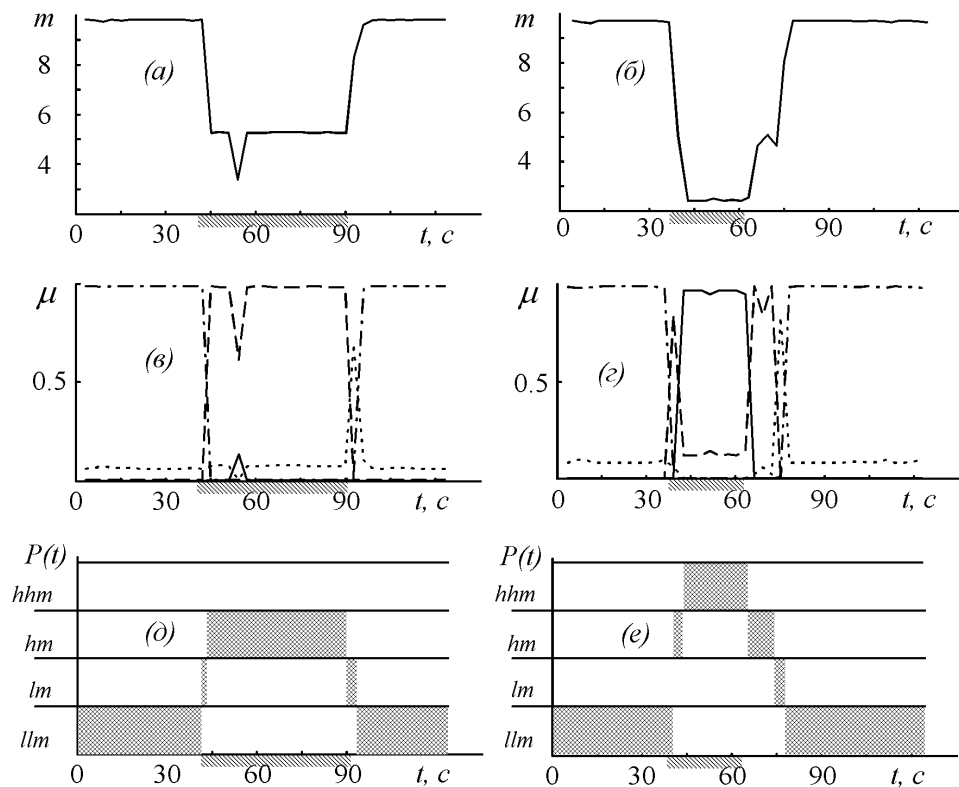 m
8
6
4
(а)
0 30 60 90 t, c
m
8
6
4
(б)
0 30 60 90 t, c
μ
0.5
(в)
0 30 60 90 t, c
μ
0.5
(г)
0 30 60 90 t, c
P(t)
hhm
hm
lm
llm
(д)
0 30 60 90 t, c
P(t)
hhm
hm
lm
llm
(е)
0 30 60 90 t, c